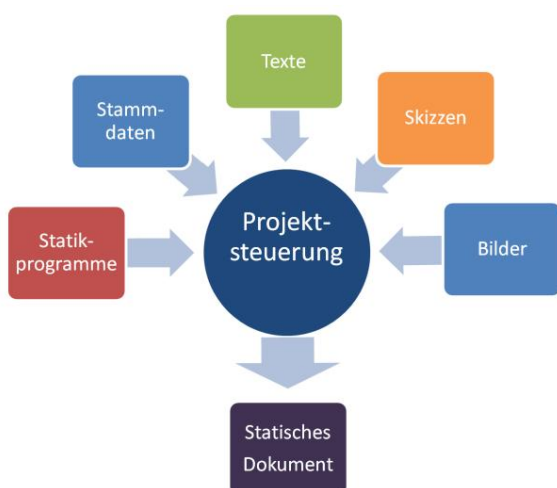 Texte
Stamm-
daten
Skizzen
Projekt-
steuerung
Statik-
programme
Bilder
Statisches
Dokument